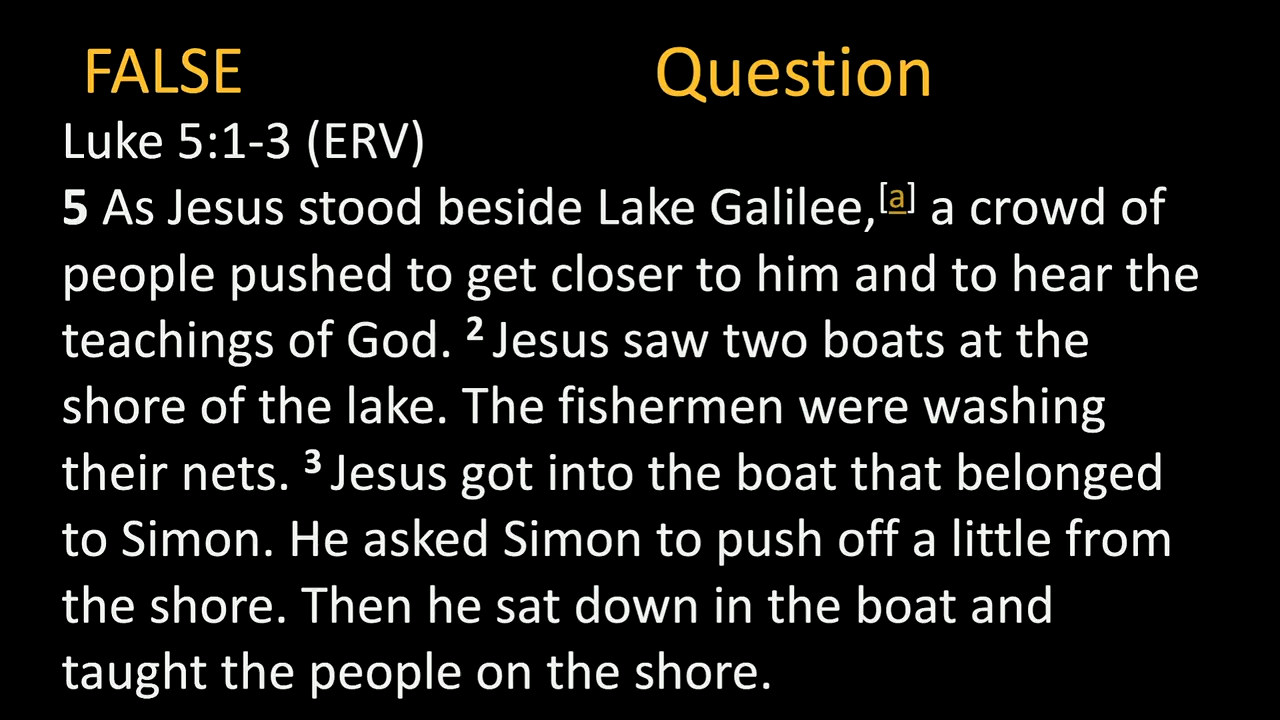 FALSE Question
Luke 5:1-3 (ERV)
5 As Jesus stood beside Lake Galilee,[a] a crowd of
people pushed to get closer to him and to hear the
teachings of God. 2 Jesus saw two boats at the
shore of the lake. The fishermen were washing
their nets. 3 Jesus got into the boat that belonged
to Simon. He asked Simon to push off a little from
the shore. Then he sat down in the boat and
taught the people on the shore.